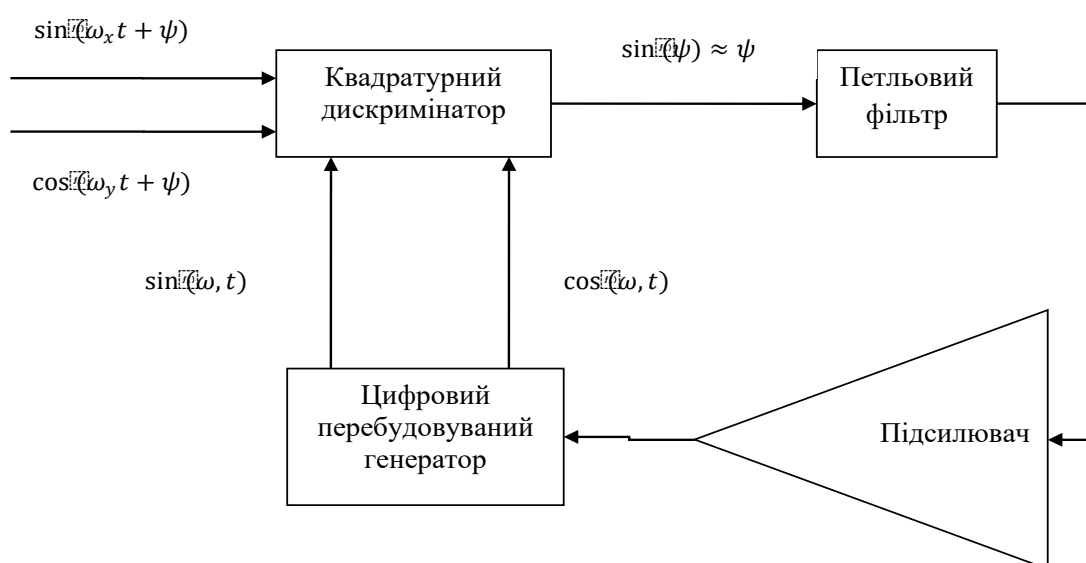 sin(ω_x t + ψ)
sin(ψ) ≈ ψ
Квадратурний
дискримінатор
Петльовий
фільтр
cos(ω_y t + ψ)
sin(ω, t)
cos(ω, t)
Цифровий
перебудовуваний
генератор
Підсилювач